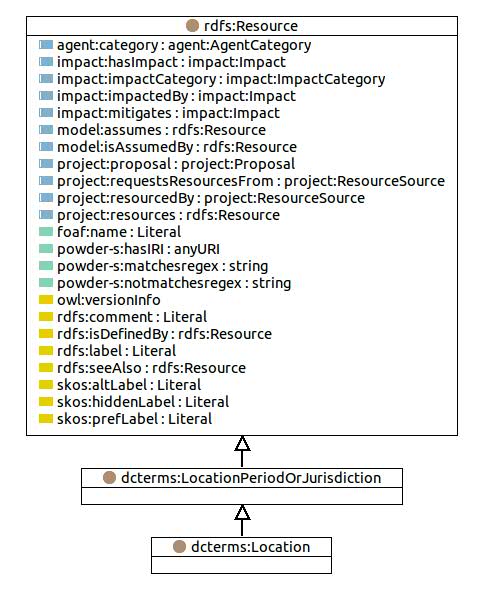 rdfs:Resource
agent:category : agent:AgentCategory
impact:hasImpact : impact:Impact
impact:impactCategory : impact:ImpactCategory
impact:impactedBy : impact:Impact
impact:mitigates : impact:Impact
model:assumes : rdfs:Resource
model:isAssumedBy : rdfs:Resource
project:proposal : project:Proposal
project:requestsResourcesFrom : project:ResourceSource
project:resourcedBy : project:ResourceSource
project:resources : rdfs:Resource
foaf:name : Literal
powder-s:hasIRI : anyURI
powder-s:matchesregex : string
powder-s:notmatchesregex : string
owl:versionInfo
rdfs:comment : Literal
rdfs:isDefinedBy : rdfs:Resource
rdfs:label : Literal
rdfs:seeAlso : rdfs:Resource
skos:altLabel : Literal
skos:hiddenLabel : Literal
skos:prefLabel : Literal
dcterms:LocationPeriodOrJurisdiction
dcterms:Location